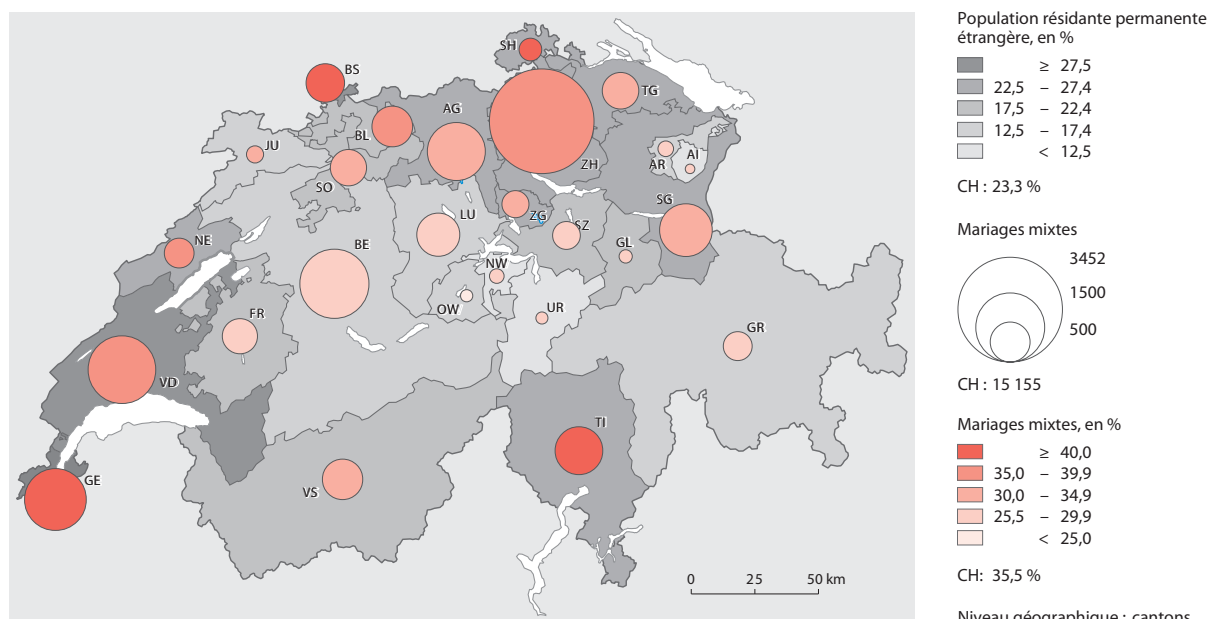 SH
BS
TG
AG
BL
JU
AI
AR
ZH
SO
SG
LU
ZG
SZ
NE
BE
GL
NW
FR
OW
UR
GR
VD
TI
GE
VS
0 25 50 km
Population résidante permanente
étrangère, en %
≥ 27,5
22,5 – 27,4
17,5 – 22,4
12,5 – 17,4
< 12,5
CH : 23,3 %
Mariages mixtes
3452
1500
500
CH : 15 155
Mariages mixtes, en %
≥ 40,0
35,0 – 39,9
30,0 – 34,9
25,5 – 29,9
< 25,0
CH: 35,5 %
Niveau géographique : cantons